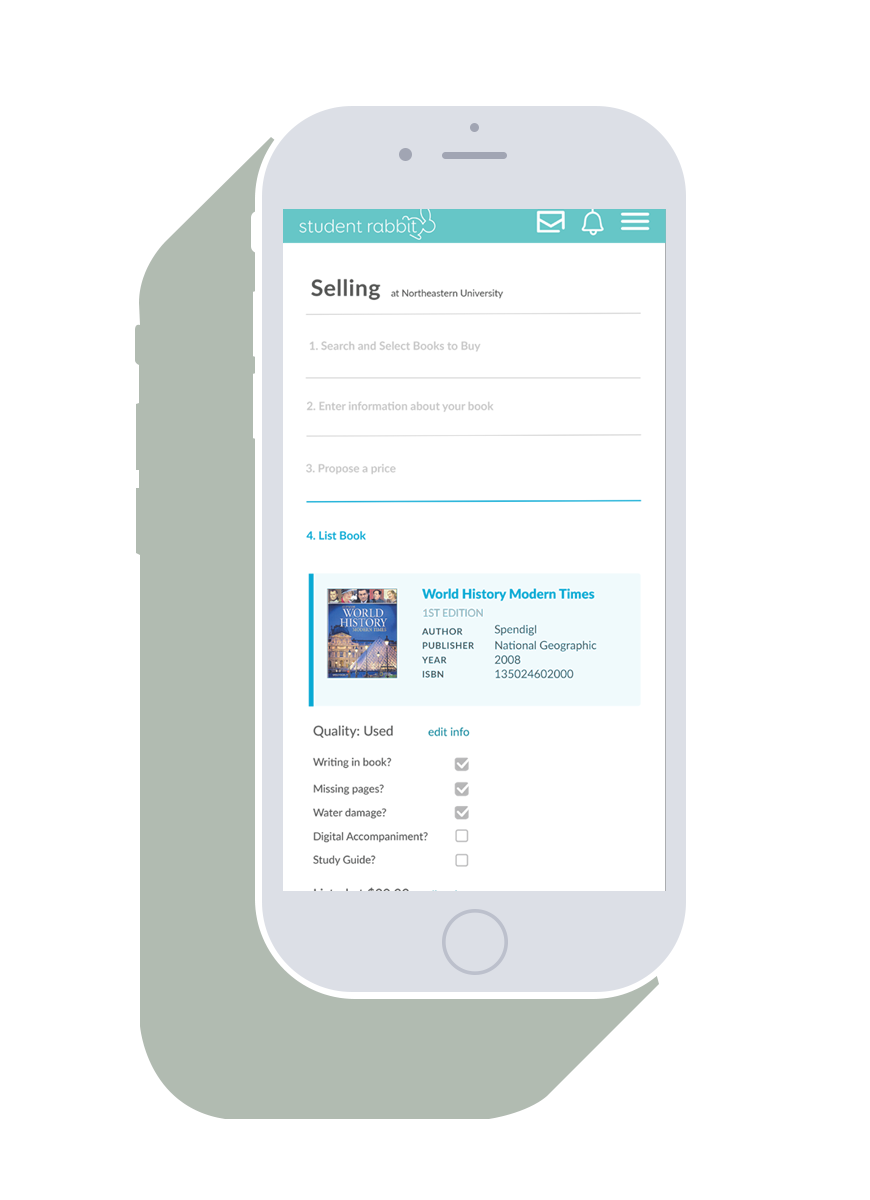 student rabbit
Selling at Northeastern University
1. Search and Select Books to Buy
2. Enter information about your book
3. Propose a price
4. List Book
WORLD
HISTORY
MODERN TIMES
World History Modern Times
1ST EDITION
AUTHOR Spendigl
PUBLISHER National Geographic
YEAR 2008
ISBN 135024602000
Quality: Used edit info
Writing in book?
Missing pages?
Water damage?
Digital Accompaniment?
Study Guide?